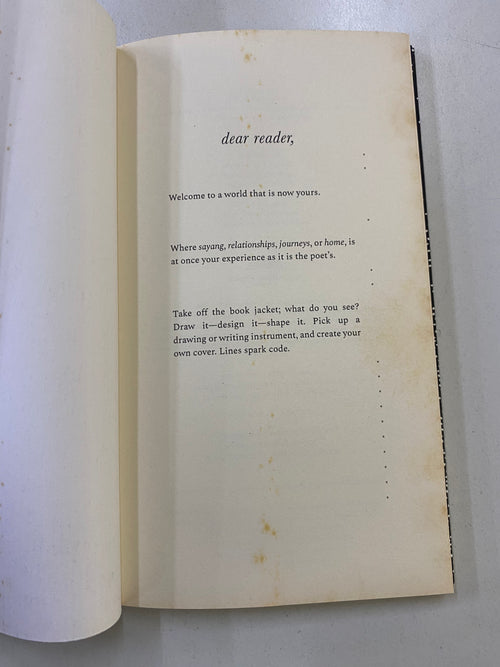 dear reader,
Welcome to a world that is now yours.
Where sayang, relationships, journeys, or home, is
at once your experience as it is the poet's.
Take off the book jacket; what do you see?
Draw it—design it—shape it. Pick up a
drawing or writing instrument, and create your
own cover. Lines spark code.